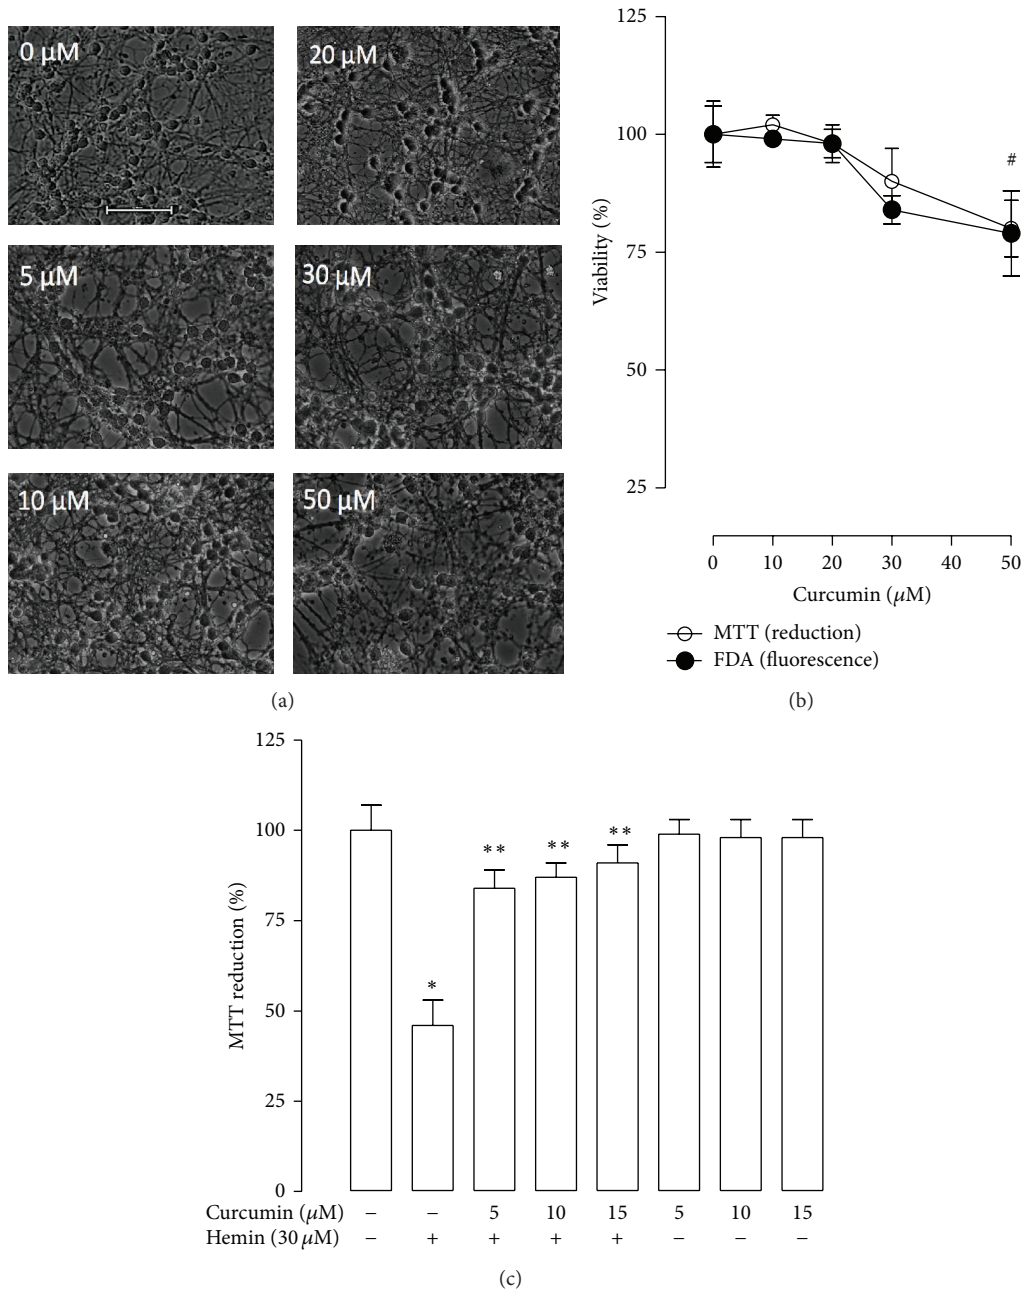 0 μM
20 μM
5 μM
30 μM
10 μM
50 μM
(a)
125
100
75
50
25
Viability (%)
#
0 10 20 30 40 50
Curcumin (μM)
MTT (reduction)
FDA (fluorescence)
(b)
125
100
75
50
25
0
MTT reduction (%)
*
**
**
**
Curcumin (μM) − − 5 10 15 5 10 15
Hemin (30 μM) − + + + + − − −
(c)